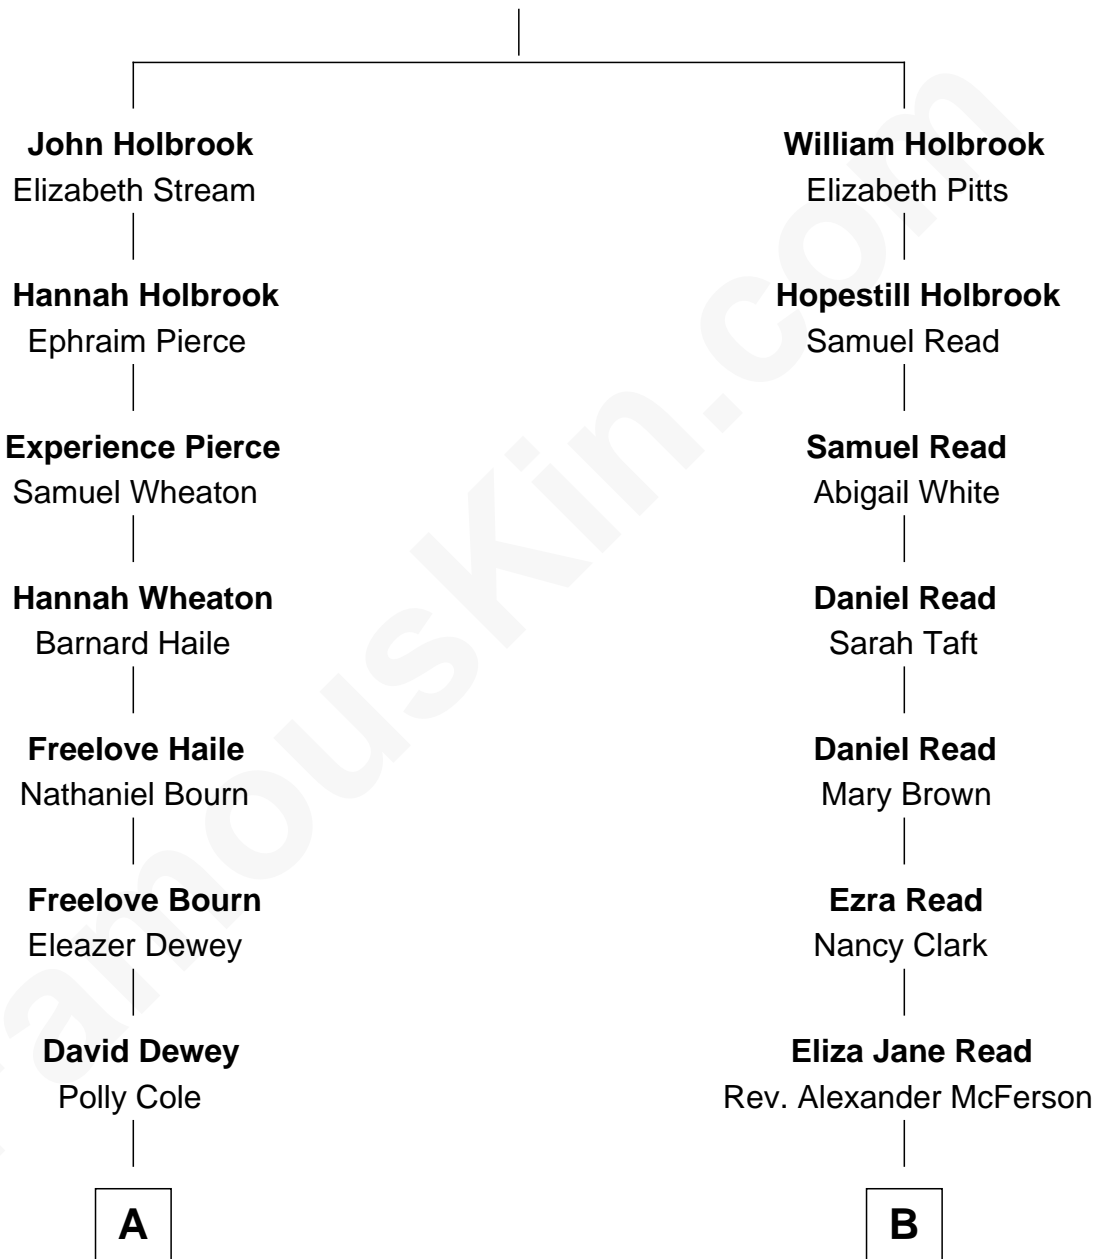 John Holbrook
Elizabeth Stream
Hannah Holbrook
Ephraim Pierce
Experience Pierce
Samuel Wheaton
Hannah Wheaton
Barnard Haile
Freelove Haile
Nathaniel Bourn
Freelove Bourn
Eleazer Dewey
David Dewey
Polly Cole
A
William Holbrook
Elizabeth Pitts
Hopestill Holbrook
Samuel Read
Samuel Read
Abigail White
Daniel Read
Sarah Taft
Daniel Read
Mary Brown
Ezra Read
Nancy Clark
Eliza Jane Read
Rev. Alexander McFerson
B
FamousKin.com